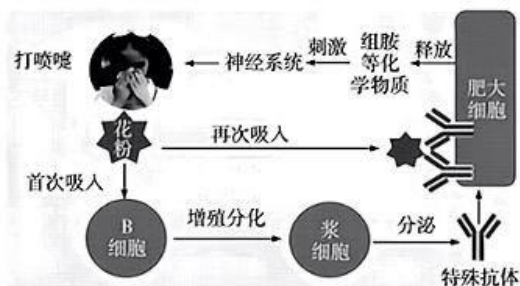 打喷嚏
神经系统
刺激
组胺
等化
学物质
释放
肥大
细胞
花
粉
再次吸入
首次吸入
B
细胞
增殖分化
浆
细胞
分泌
特殊抗体